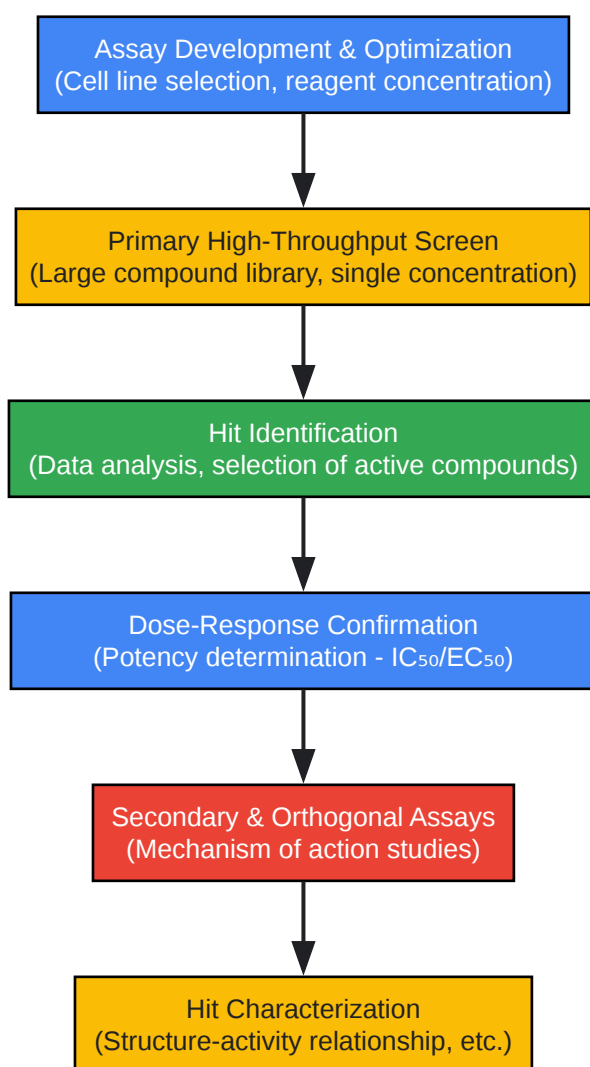 Assay Development & Optimization
(Cell line selection, reagent concentration)
Primary High-Throughput Screen
(Large compound library, single concentration)
Hit Identification
(Data analysis, selection of active compounds)
Dose-Response Confirmation
(Potency determination - IC₅₀/EC₅₀)
Secondary & Orthogonal Assays
(Mechanism of action studies)
Hit Characterization
(Structure-activity relationship, etc.)